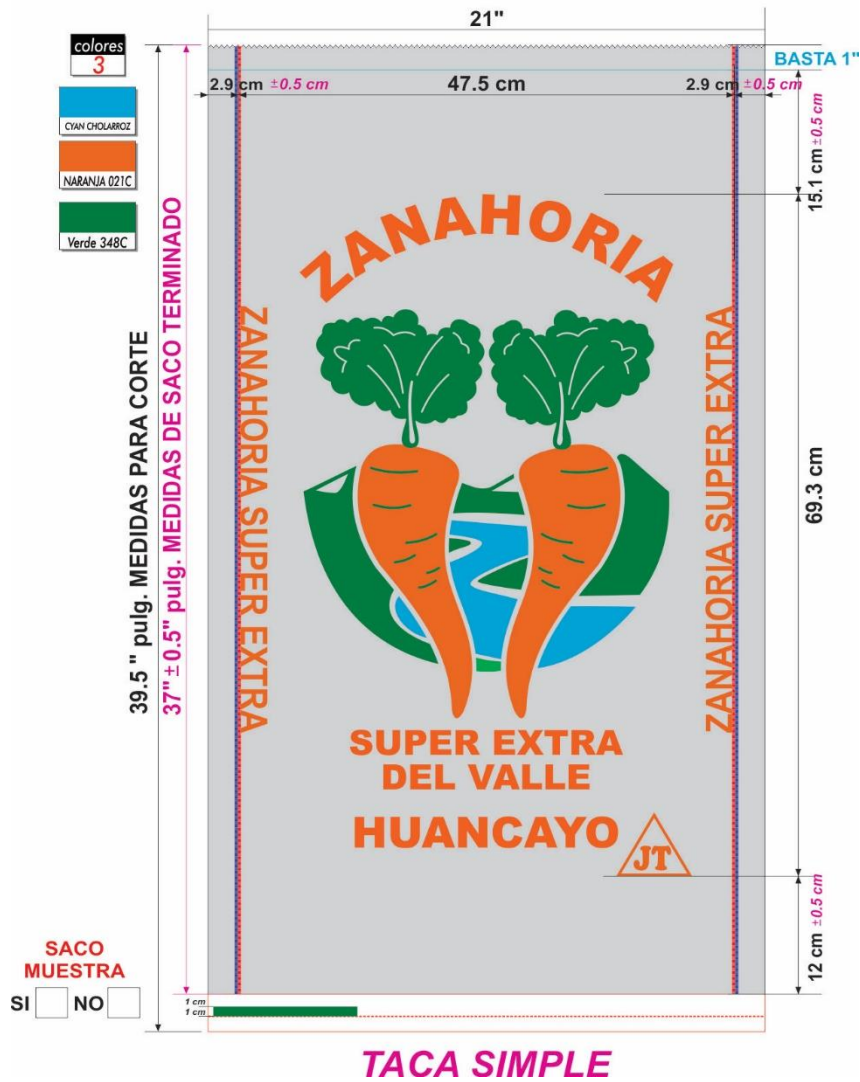 21"
colores
3
CYAN CHOLARROZ
NARANJA 021C
Verde 348C
BASTA 1"
2.9 cm ±0.5 cm
47.5 cm
2.9 cm ±0.5 cm
15.1 cm ±0.5 cm
39.5 " pulg. MEDIDAS PARA CORTE
37" ± 0.5" pulg. MEDIDAS DE SACO TERMINADO
ZANAHORIA
ZANAHORIA SUPER EXTRA
ZANAHORIA SUPER EXTRA
69.3 cm
SUPER EXTRA
DEL VALLE
HUANCAYO
JT
12 cm ±0.5 cm
SACO
MUESTRA
SI NO
1 cm
1 cm
TACA SIMPLE